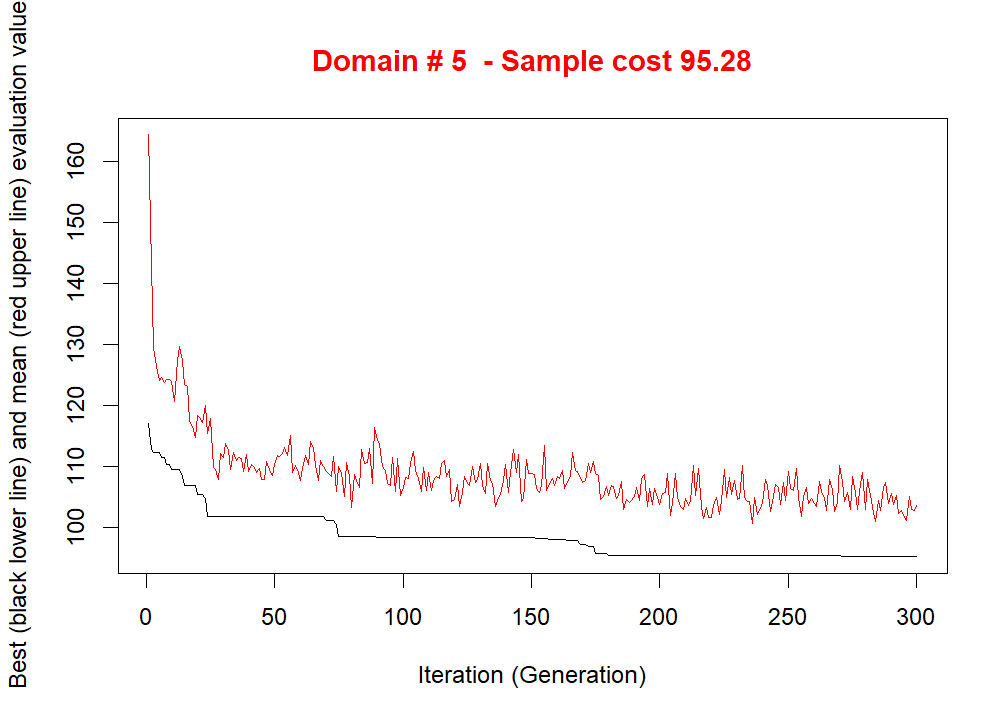 Domain # 5  - Sample cost 95.28
Best (black lower line) and mean (red upper line) evaluation value
160
150
140
130
120
110
100
0 50 100 150 200 250 300
Iteration (Generation)